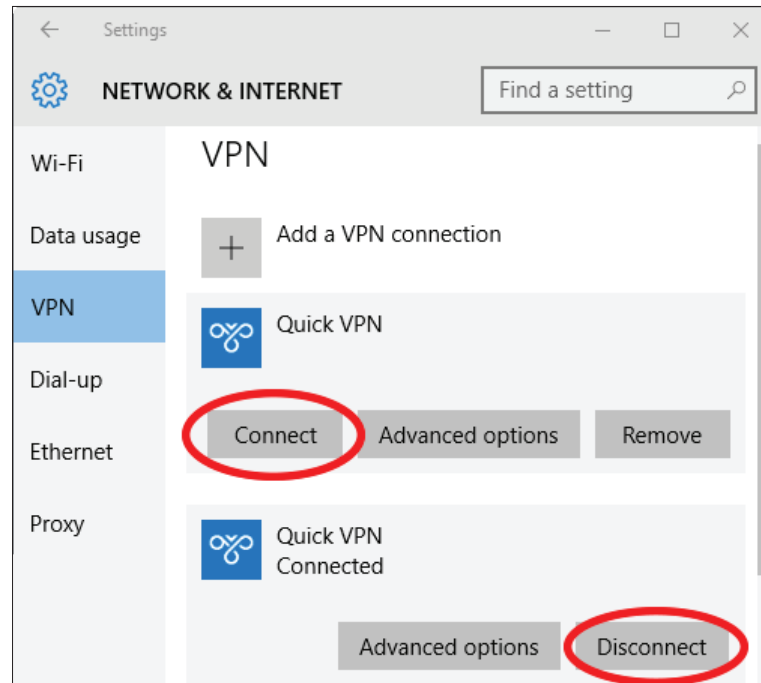 Settings
NETWORK & INTERNET
Find a setting
Wi-Fi
Data usage
VPN
Dial-up
Ethernet
Proxy
VPN
Add a VPN connection
Quick VPN
Connect Advanced options Remove
Quick VPN
Connected
Advanced options Disconnect